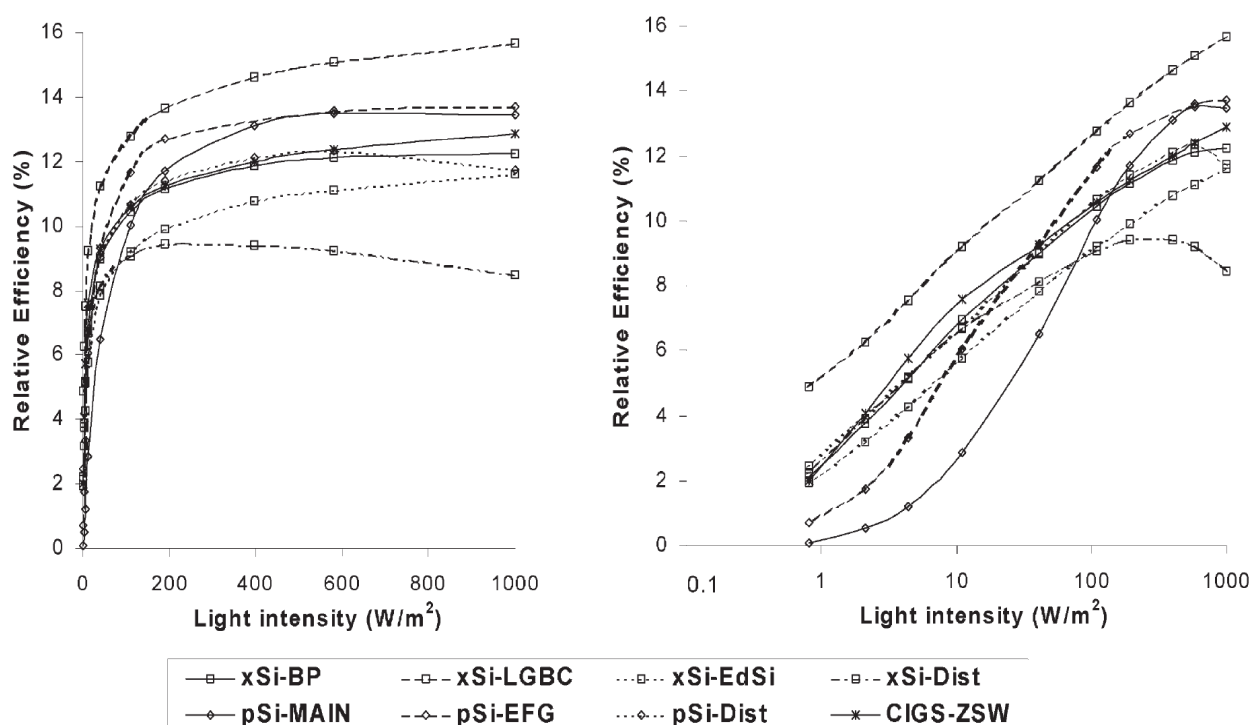 16
14
12
10
8
6
4
2
0
Relative Efficiency (%)
0 200 400 600 800 1000
Light intensity (W/m²)
16
14
12
10
8
6
4
2
0
Relative Efficiency (%)
0.1 1 10 100 1000
Light intensity (W/m²)
xSi-BP xSi-LGBC xSi-EdSi xSi-Dist
pSi-MAIN pSi-EFG pSi-Dist CIGS-ZSW